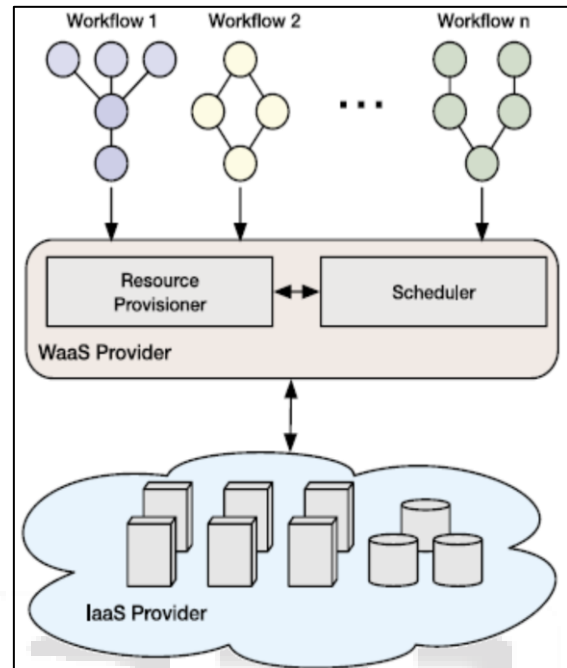 Workflow 1 Workflow 2 Workflow n
...
Resource
Provisioner
Scheduler
WaaS Provider
IaaS Provider